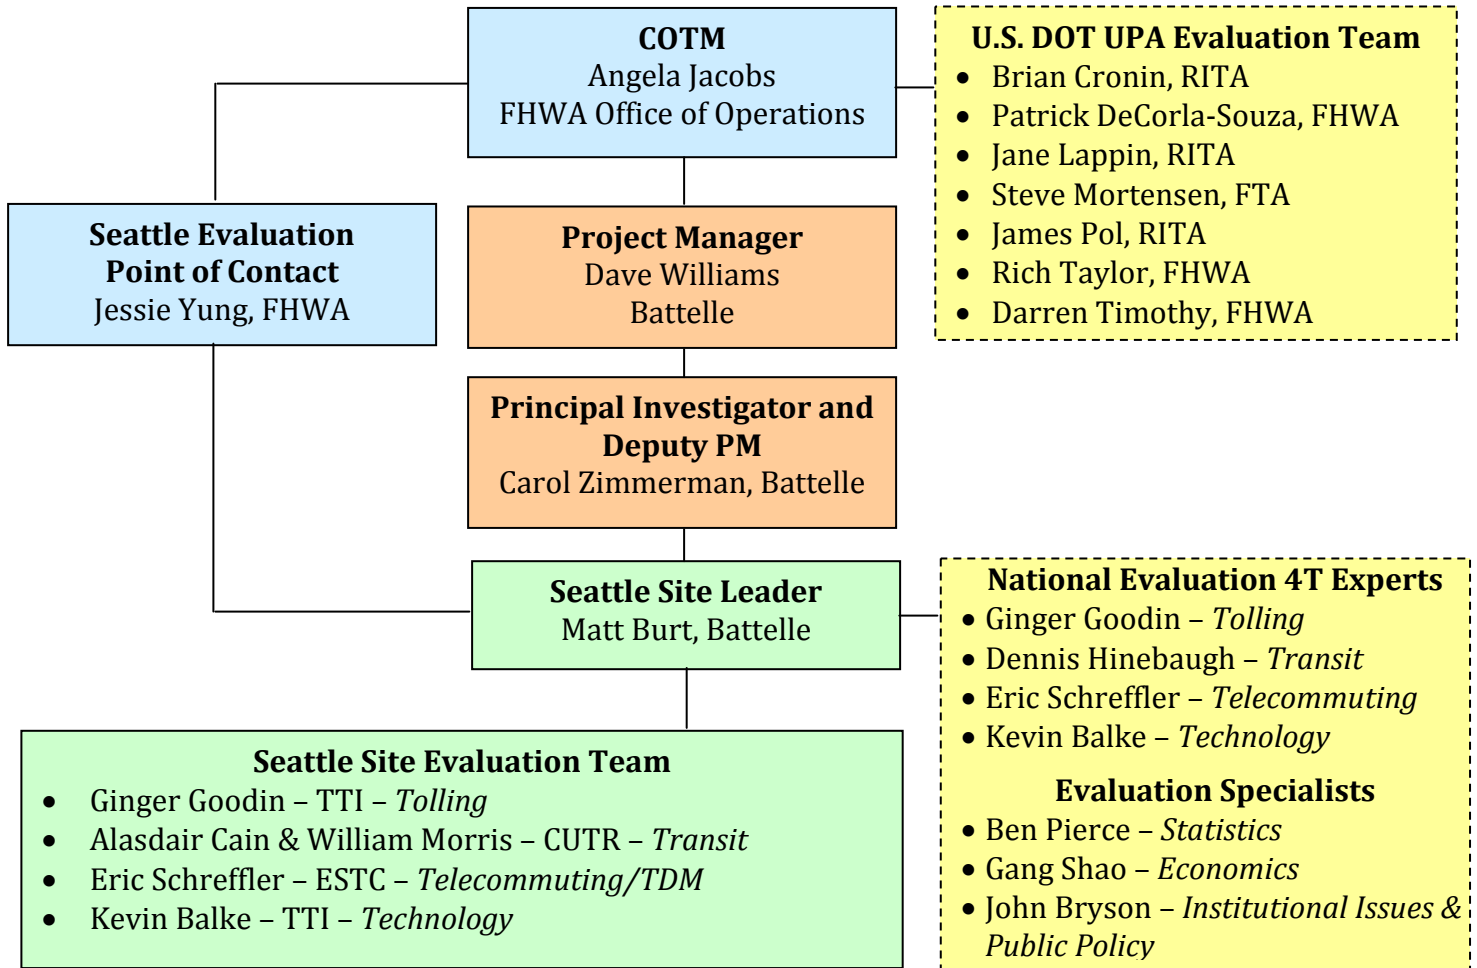 COTM
Angela Jacobs
FHWA Office of Operations
U.S. DOT UPA Evaluation Team
• Brian Cronin, RITA
• Patrick DeCorla-Souza, FHWA
• Jane Lappin, RITA
• Steve Mortensen, FTA
• James Pol, RITA
• Rich Taylor, FHWA
• Darren Timothy, FHWA
Seattle Evaluation
Point of Contact
Jessie Yung, FHWA
Project Manager
Dave Williams
Battelle
Principal Investigator and
Deputy PM
Carol Zimmerman, Battelle
Seattle Site Leader
Matt Burt, Battelle
National Evaluation 4T Experts
• Ginger Goodin – Tolling
• Dennis Hinebaugh – Transit
• Eric Schreffler – Telecommuting
• Kevin Balke – Technology
Evaluation Specialists
• Ben Pierce – Statistics
• Gang Shao – Economics
• John Bryson – Institutional Issues &
Public Policy
Seattle Site Evaluation Team
• Ginger Goodin – TTI – Tolling
• Alasdair Cain & William Morris – CUTR – Transit
• Eric Schreffler – ESTC – Telecommuting/TDM
• Kevin Balke – TTI – Technology